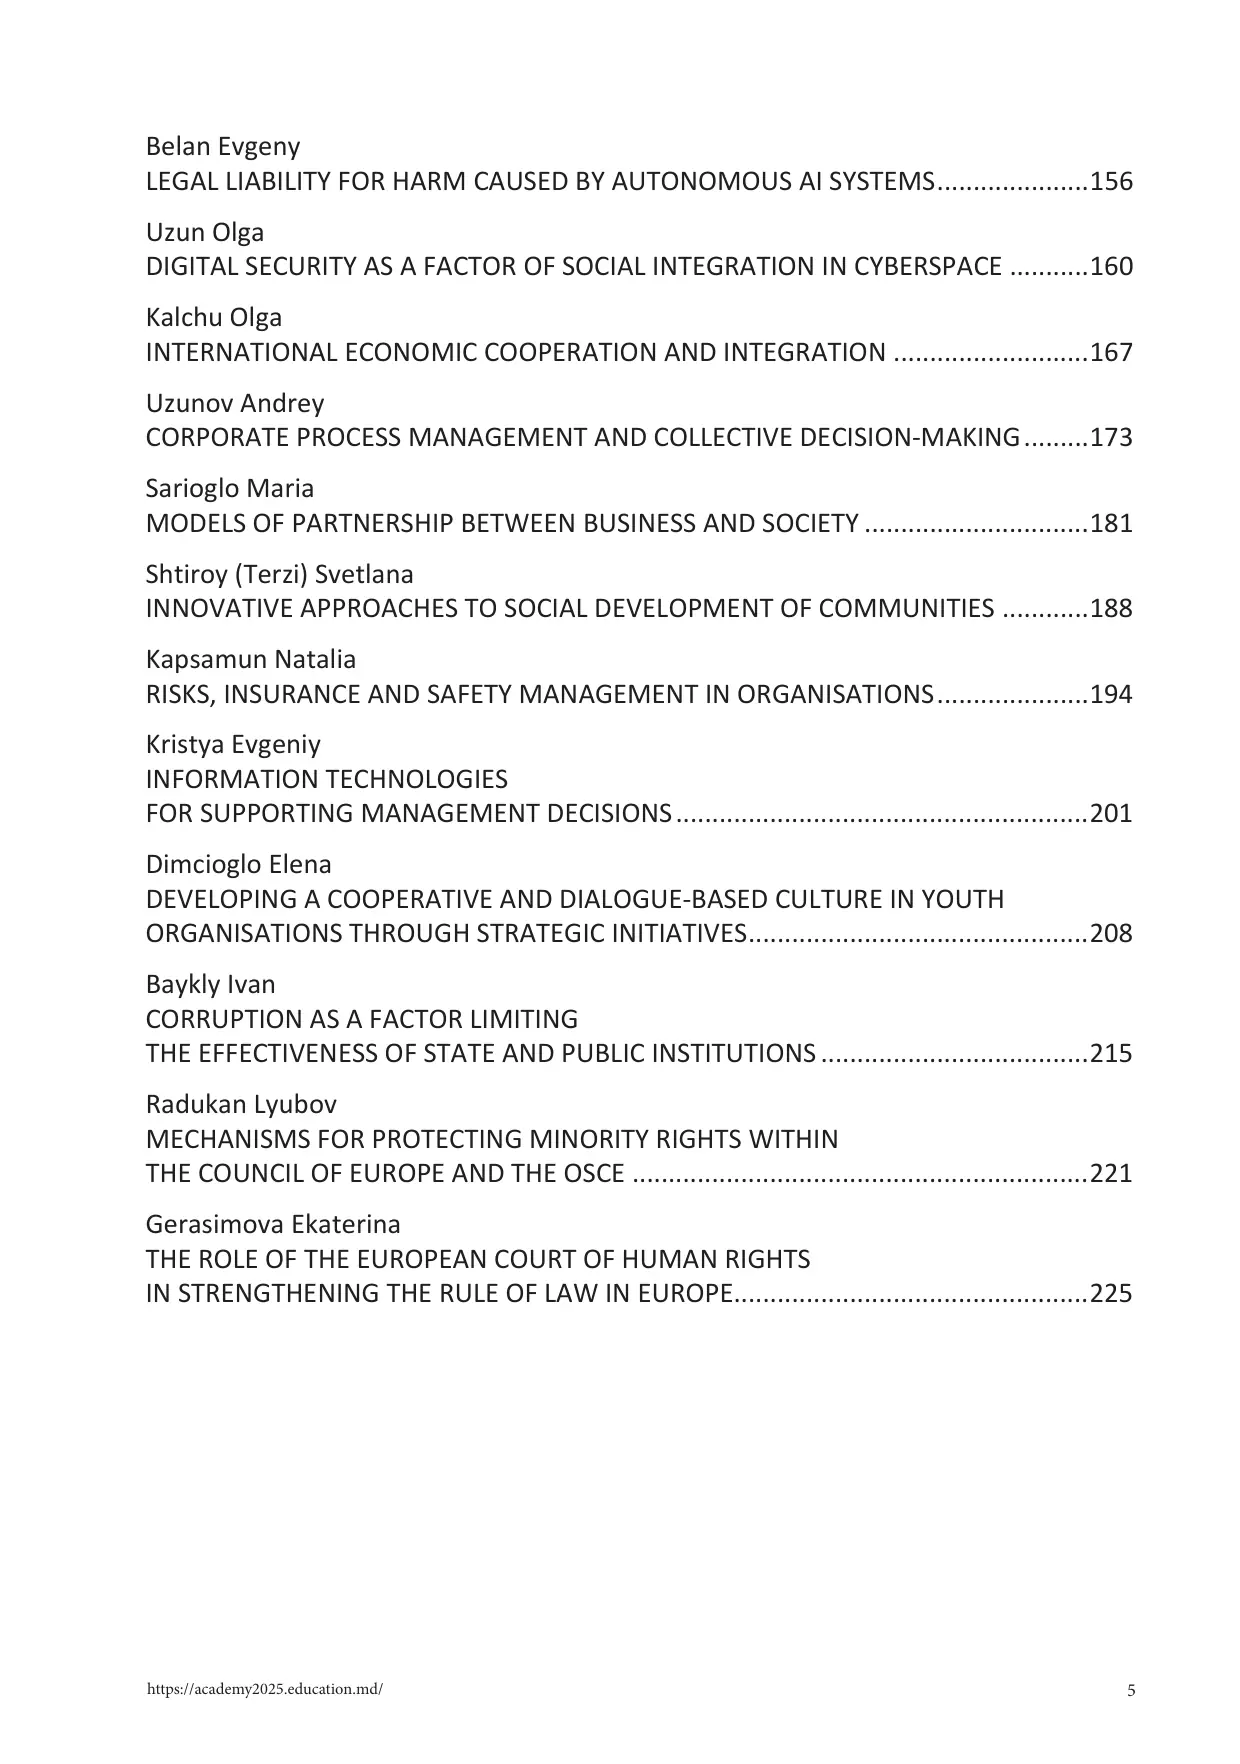 Belan Evgeny
LEGAL LIABILITY FOR HARM CAUSED BY AUTONOMOUS AI SYSTEMS.....................156
Uzun Olga
DIGITAL SECURITY AS A FACTOR OF SOCIAL INTEGRATION IN CYBERSPACE ...........160
Kalchu Olga
INTERNATIONAL ECONOMIC COOPERATION AND INTEGRATION ...........................167
Uzunov Andrey
CORPORATE PROCESS MANAGEMENT AND COLLECTIVE DECISION-MAKING.........173
Sarioglo Maria
MODELS OF PARTNERSHIP BETWEEN BUSINESS AND SOCIETY ...............................181
Shtiroy (Terzi) Svetlana
INNOVATIVE APPROACHES TO SOCIAL DEVELOPMENT OF COMMUNITIES ............188
Kapsamun Natalia
RISKS, INSURANCE AND SAFETY MANAGEMENT IN ORGANISATIONS.....................194
Kristya Evgeniy
INFORMATION TECHNOLOGIES
FOR SUPPORTING MANAGEMENT DECISIONS.........................................................201
Dimcioglo Elena
DEVELOPING A COOPERATIVE AND DIALOGUE-BASED CULTURE IN YOUTH
ORGANISATIONS THROUGH STRATEGIC INITIATIVES...............................................208
Baykly Ivan
CORRUPTION AS A FACTOR LIMITING
THE EFFECTIVENESS OF STATE AND PUBLIC INSTITUTIONS .....................................215
Radukan Lyubov
MECHANISMS FOR PROTECTING MINORITY RIGHTS WITHIN
THE COUNCIL OF EUROPE AND THE OSCE ...............................................................221
Gerasimova Ekaterina
THE ROLE OF THE EUROPEAN COURT OF HUMAN RIGHTS
IN STRENGTHENING THE RULE OF LAW IN EUROPE.................................................225
https://academy2025.education.md/
5